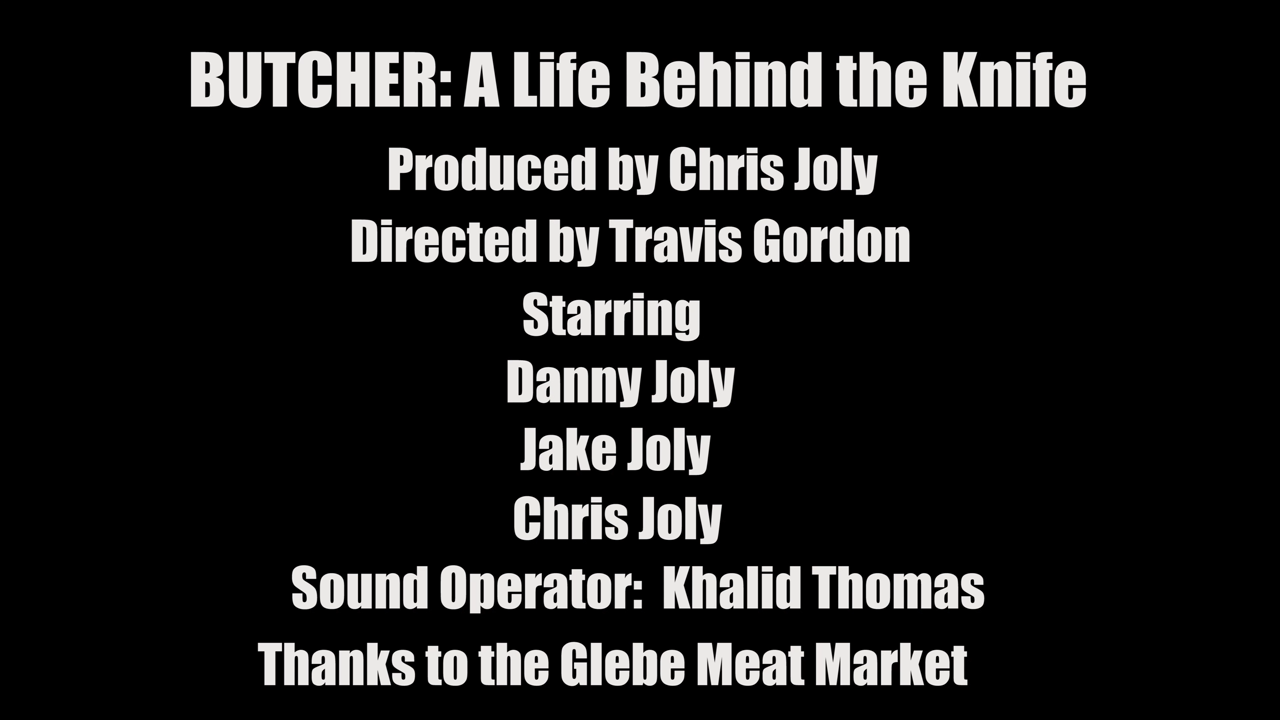 BUTCHER: A Life Behind the Knife
Produced by Chris Joly
Directed by Travis Gordon
Starring
Danny Joly
Jake Joly
Chris Joly
Sound Operator:  Khalid Thomas
Thanks to the Glebe Meat Market